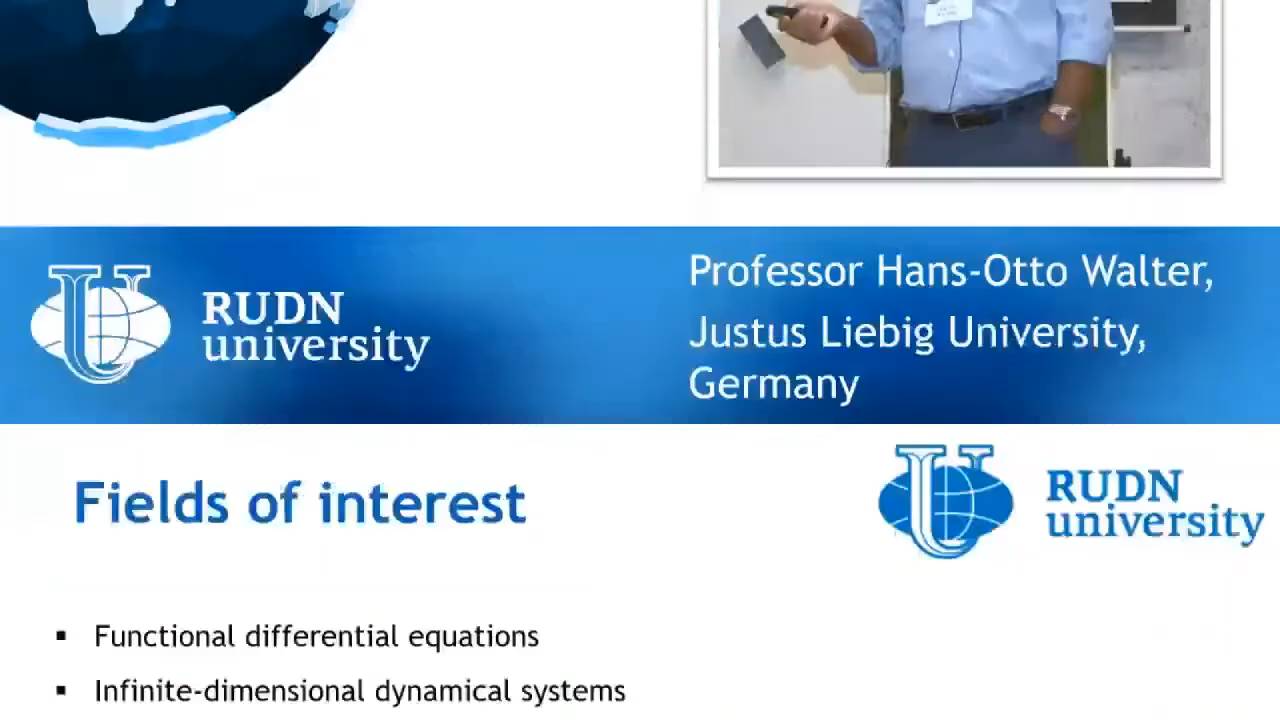 Professor Hans-Otto Walter,
Justus Liebig University,
Germany
RUDN
university
Fields of interest
RUDN
university
▪ Functional differential equations
▪ Infinite-dimensional dynamical systems